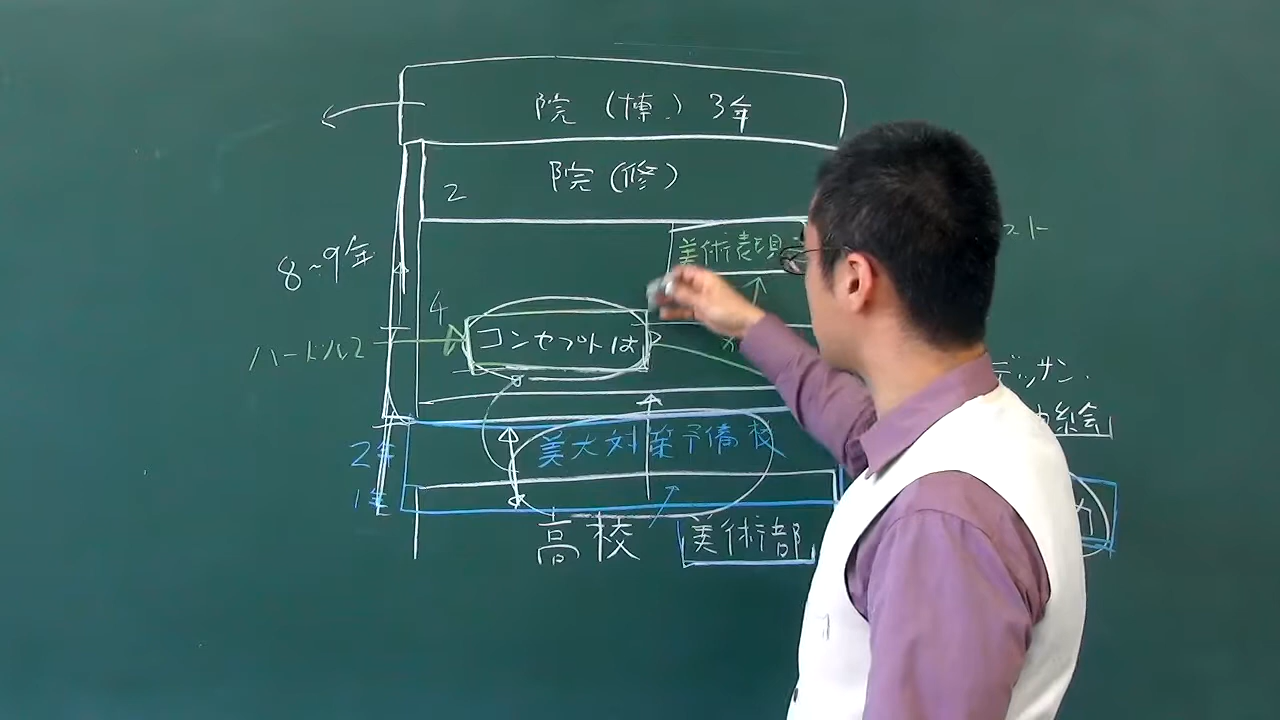 院 (博) 3年
院 (修)
2
美術表現
スト
8~9年
4
ハードル2
コンセプトは
デッサン
油絵
2年
美大対策予備校
1年
高校
美術部